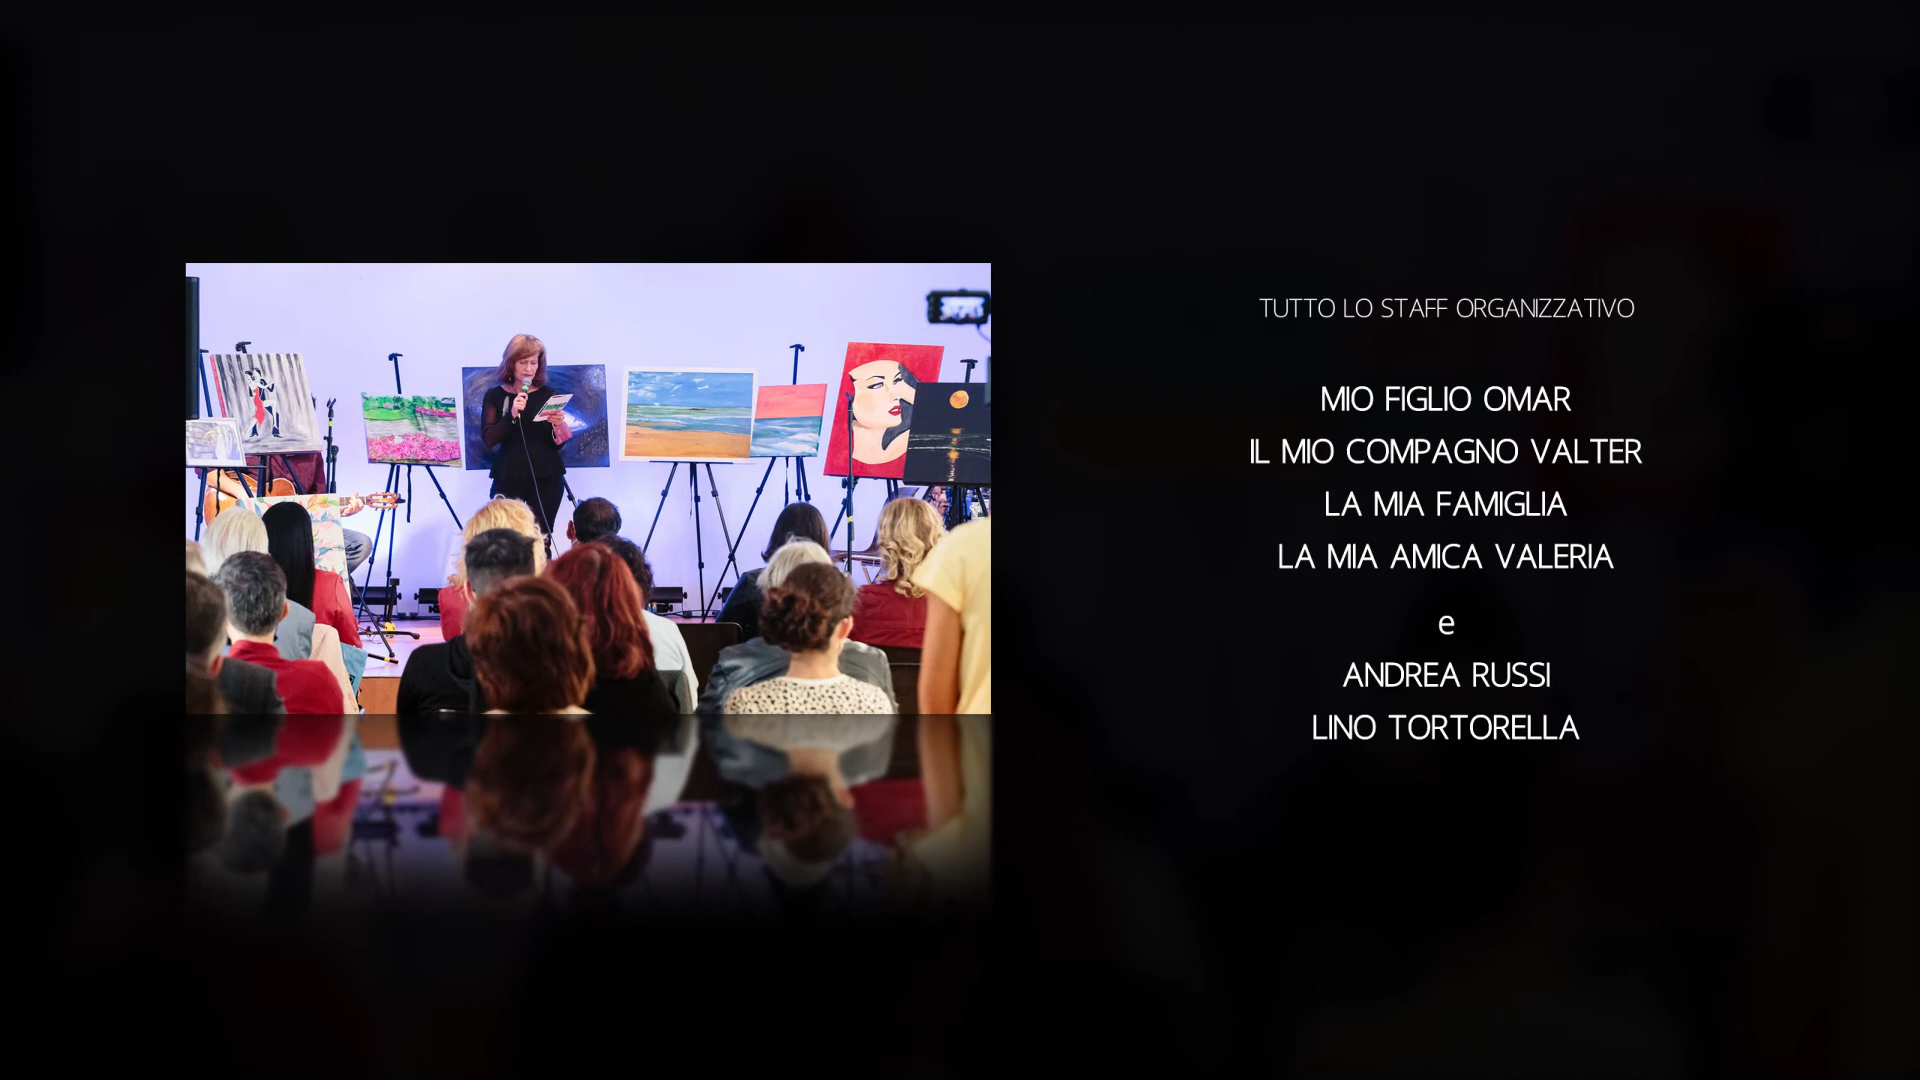 TUTTO LO STAFF ORGANIZZATIVO
MIO FIGLIO OMAR
IL MIO COMPAGNO VALTER
LA MIA FAMIGLIA
LA MIA AMICA VALERIA
e
ANDREA RUSSI
LINO TORTORELLA